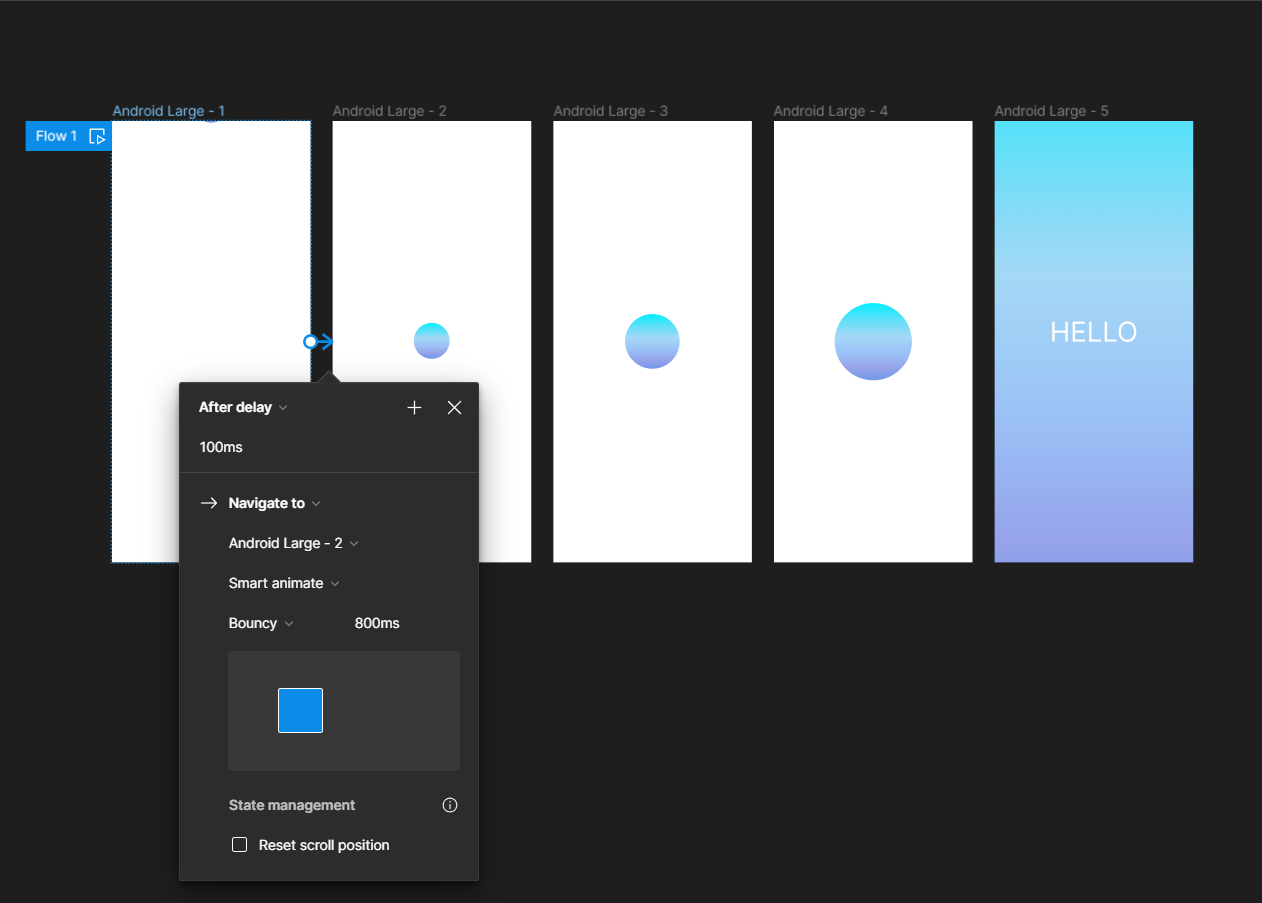 Android Large - 1
Android Large - 2
Android Large - 3
Android Large - 4
Android Large - 5
Flow 1
HELLO
After delay
100ms
Navigate to
Android Large - 2
Smart animate
Bouncy 800ms
State management
Reset scroll position